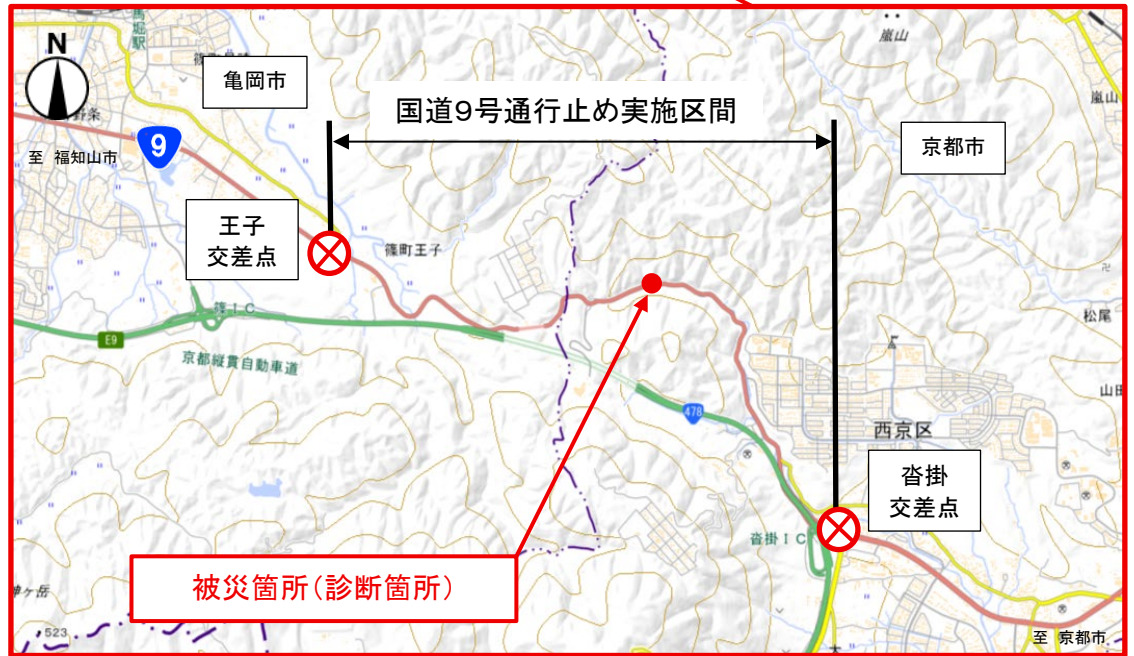 N
亀岡市
国道９号通行止め実施区間
嵐山
嵐山
京都市
至 福知山市
9
王子
交差点
篠町王子
篠ＩＣ
E9
京都縦貫自動車道
松尾
478
西京区
沓掛
交差点
沓掛ＩＣ
被災箇所（診断箇所）
523
至 京都市